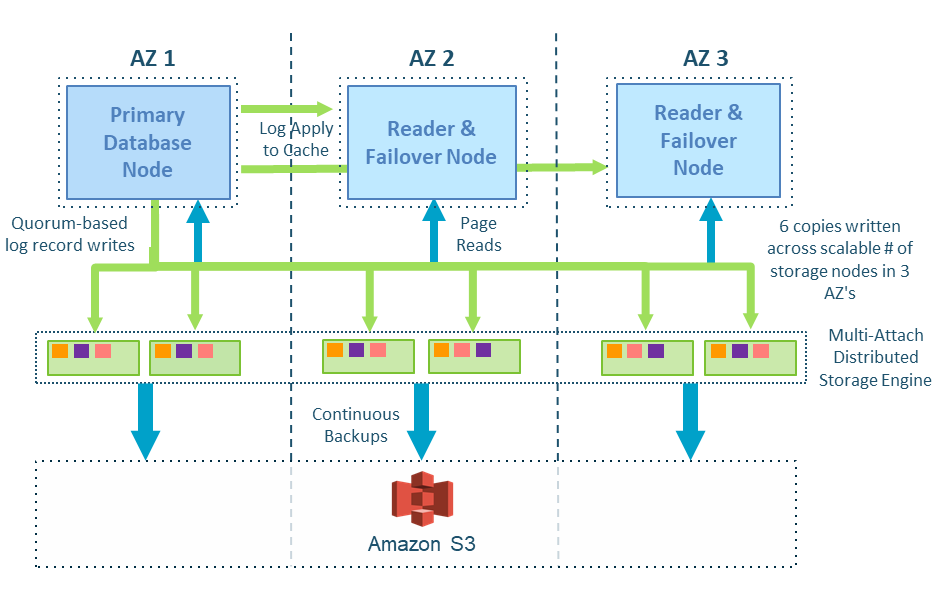 AZ 1
AZ 2
AZ 3
Primary
Database
Node
Log Apply
to Cache
Reader &
Failover Node
Reader &
Failover
Node
Quorum-based
log record writes
Page
Reads
6 copies written
across scalable # of
storage nodes in 3
AZ's
Multi-Attach
Distributed
Storage Engine
Continuous
Backups
Amazon S3